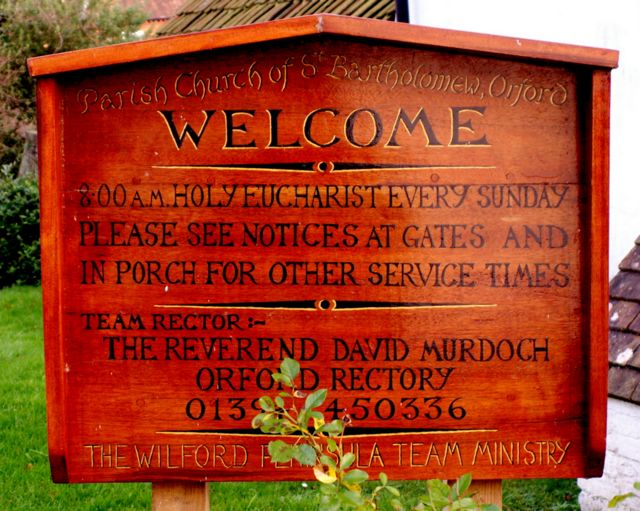 Parish Church of St Bartholomew, Orford
WELCOME
8:00 A.M. HOLY EUCHARIST EVERY SUNDAY
PLEASE SEE NOTICES AT GATES AND
IN PORCH FOR OTHER SERVICE TIMES
TEAM RECTOR:-
THE REVEREND DAVID MURDOCH
ORFORD RECTORY
450336
THE WILFORD PENINSULA TEAM MINISTRY